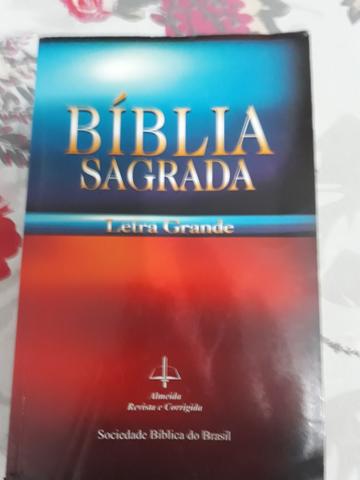 BÍBLIA
SAGRADA
Letra Grande
Almeida
Revista e Corrigida
Sociedade Bíblica do Brasil